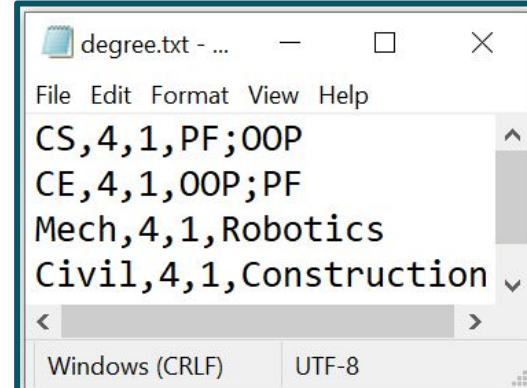 degree.txt - ...
File Edit Format View Help
CS,4,1,PF;OOP
CE,4,1,OOP;PF
Mech,4,1,Robotics
Civil,4,1,Construction
Windows (CRLF) UTF-8